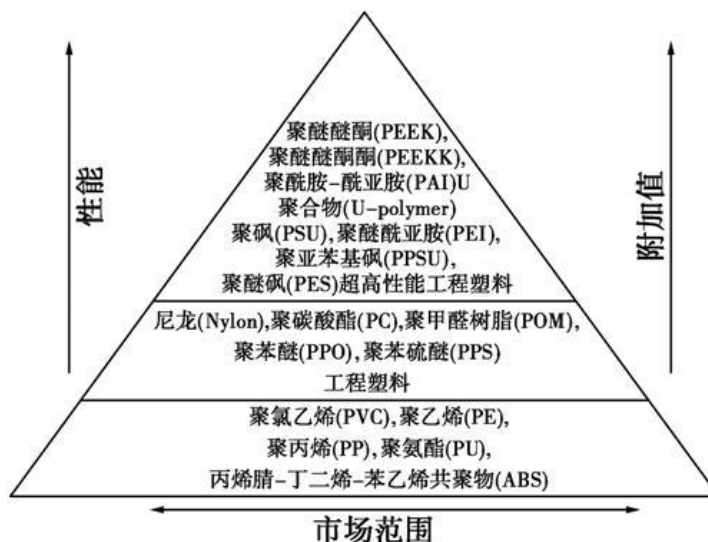 聚醚醚酮(PEEK),
聚醚醚酮酮(PEEKK),
聚酰胺-酰亚胺(PAI)U
聚合物(U-polymer)
聚砜(PSU),聚醚酰亚胺(PEI),
聚亚苯基砜(PPSU),
聚醚砜(PES)超高性能工程塑料
尼龙(Nylon),聚碳酸酯(PC),聚甲醛树脂(POM),
聚苯醚(PPO),聚苯硫醚(PPS)
工程塑料
聚氯乙烯(PVC),聚乙烯(PE),
聚丙烯(PP),聚氨酯(PU),
丙烯腈-丁二烯-苯乙烯共聚物(ABS)
性能
附加值
市场范围